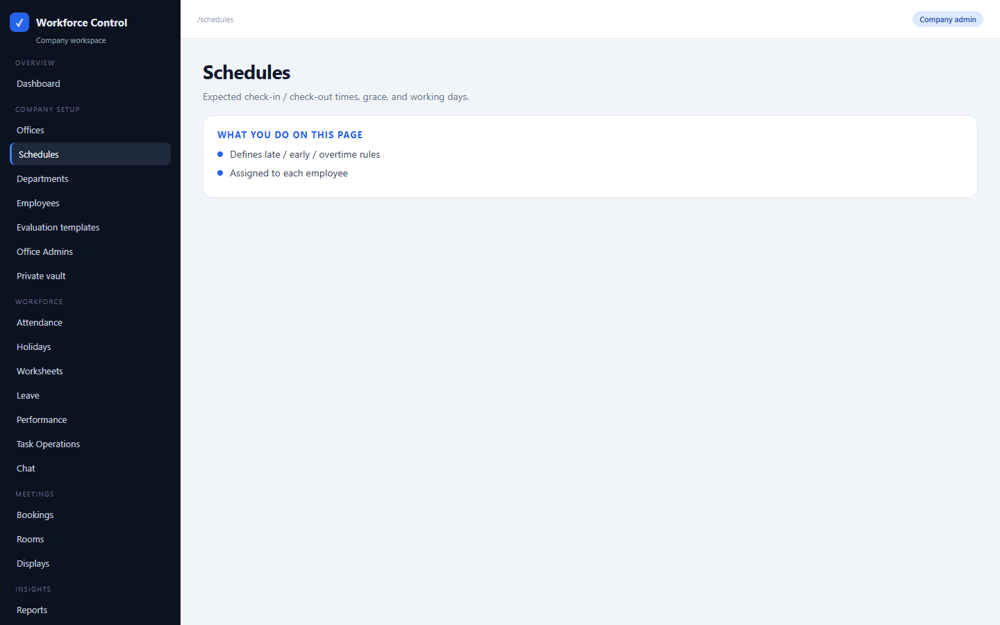 Workforce Control
Company workspace
OVERVIEW
Dashboard
COMPANY SETUP
Offices
Schedules
Departments
Employees
Evaluation templates
Office Admins
Private vault
WORKFORCE
Attendance
Holidays
Worksheets
Leave
Performance
Task Operations
Chat
MEETINGS
Bookings
Rooms
Displays
INSIGHTS
Reports
/schedules
Company admin
Schedules
Expected check-in / check-out times, grace, and working days.
WHAT YOU DO ON THIS PAGE
Defines late / early / overtime rules
Assigned to each employee